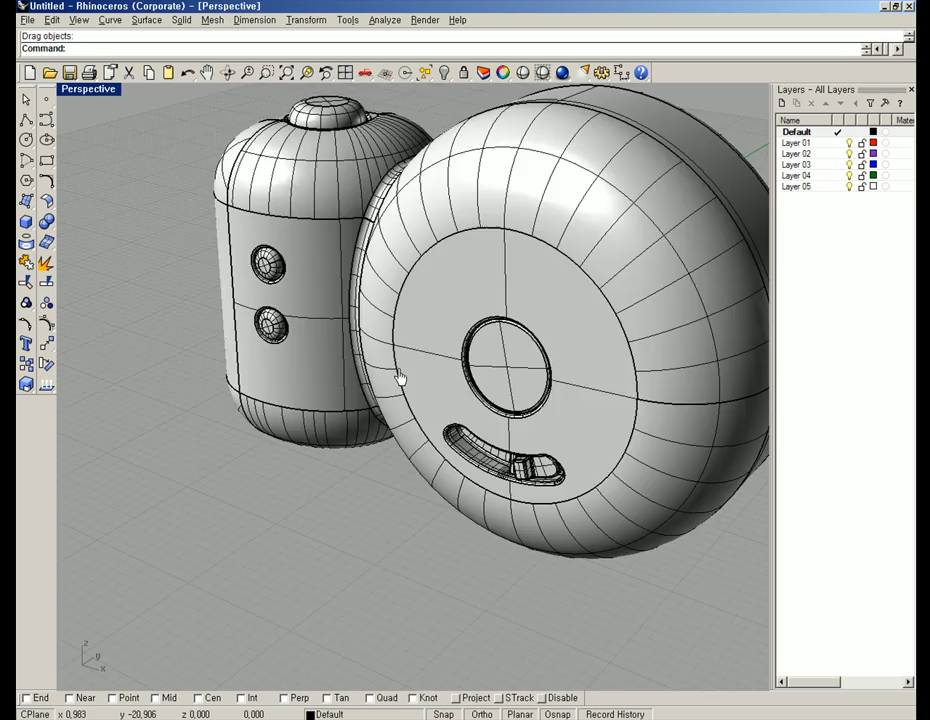 Untitled - Rhinoceros (Corporate) - [Perspective]
File Edit View Curve Surface Solid Mesh Dimension Transform Tools Analyze Render Help
Drag objects:
Command:
Perspective
Layers - All Layers
Name Mater
Default
Layer 01
Layer 02
Layer 03
Layer 04
Layer 05
z
y
x
End Near Point Mid Cen Int Perp Tan Quad Knot Project STrack Disable
CPlane x 0,983 y -20,906 z 0,000 0,000 Default Snap Ortho Planar Osnap Record History